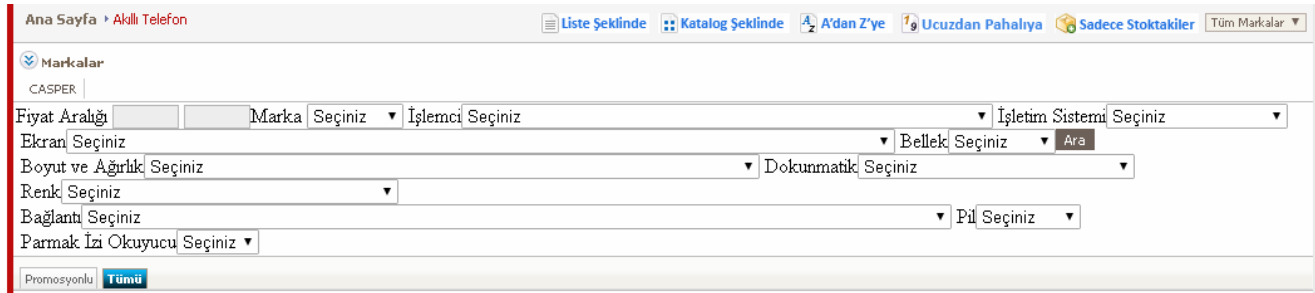 Ana Sayfa Akıllı Telefon Liste Şeklinde Katalog Şeklinde A'dan Z'ye Ucuzdan Pahalıya Sadece Stoktakiler Tüm Markalar
Markalar
CASPER
Fiyat Aralığı Marka Seçiniz İşlemci Seçiniz İşletim Sistemi Seçiniz
Ekran Seçiniz Bellek Seçiniz Ara
Boyut ve Ağırlık Seçiniz Dokunmatik Seçiniz
Renk Seçiniz
Bağlantı Seçiniz Pil Seçiniz
Parmak İzi Okuyucu Seçiniz
Promosyonlu Tümü